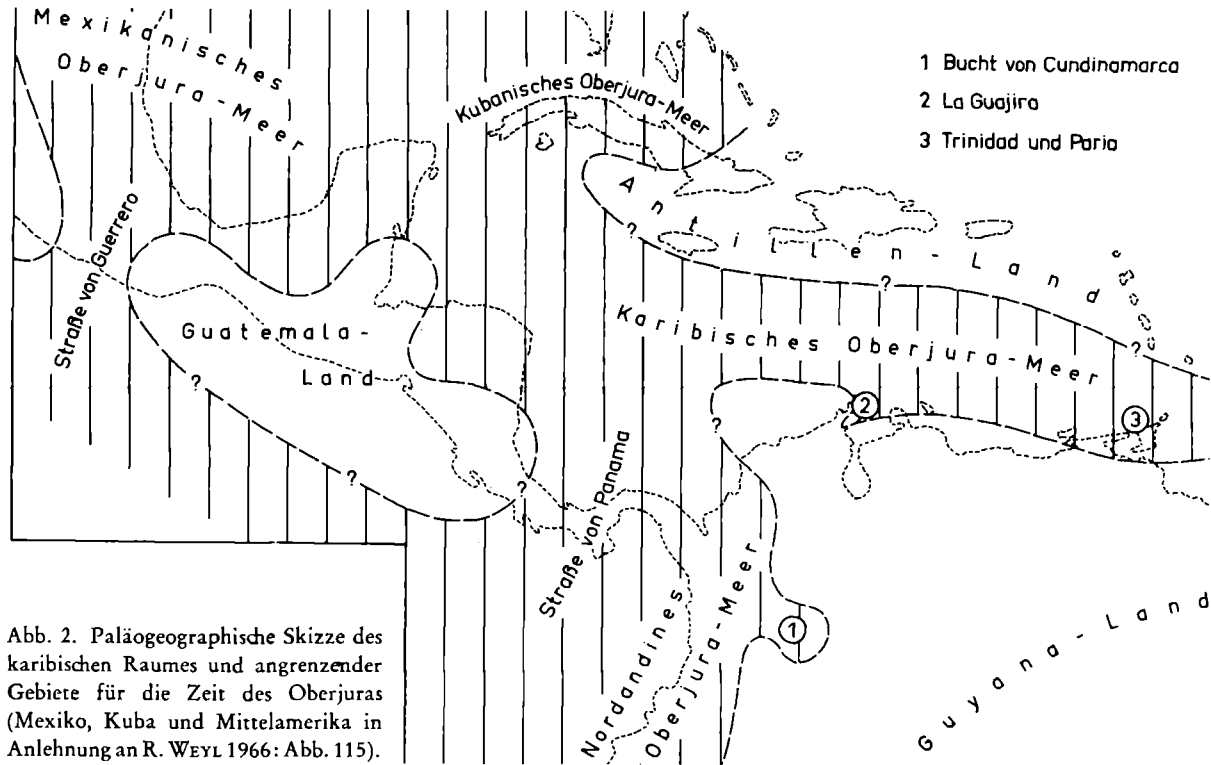 Mexikanisches
Oberjura-Meer
Kubanisches Oberjura-Meer
1 Bucht von Cundinamarca
2 La Guajira
3 Trinidad und Paria
Antillen-Land
Straße von Guerrero
Guatemala-
Land
Karibisches Oberjura-Meer
?
?
?
?
?
?
?
?
2
3
1
Straße von Panama
Nordandines
Oberjura-Meer
Guyana-Land
Abb. 2. Paläogeographische Skizze des
karibischen Raumes und angrenzender
Gebiete für die Zeit des Oberjuras
(Mexiko, Kuba und Mittelamerika in
Anlehnung an R. WEYL 1966: Abb. 115).